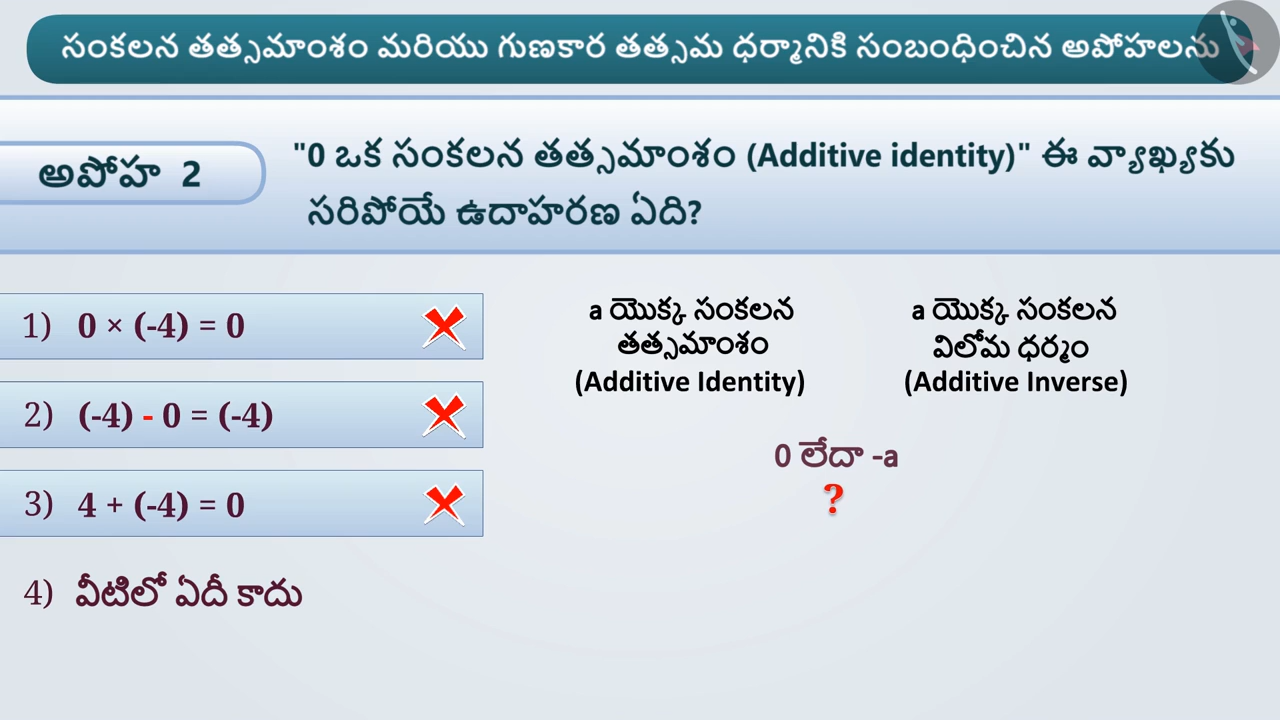 సంకలన తత్సమాంశం మరియు గుణకార తత్సమ ధర్మానికి సంబంధించిన అపోహలను
అపోహ 2
"0 ఒక సంకలన తత్సమాంశం (Additive identity)" ఈ వ్యాఖ్యకు
సరిపోయే ఉదాహరణ ఏది?
1) 0 × (-4) = 0
2) (-4) - 0 = (-4)
3) 4 + (-4) = 0
4) వీటిలో ఏదీ కాదు
a యొక్క సంకలన
తత్సమాంశం
(Additive Identity)
a యొక్క సంకలన
విలోమ ధర్మం
(Additive Inverse)
0 లేదా -a
?